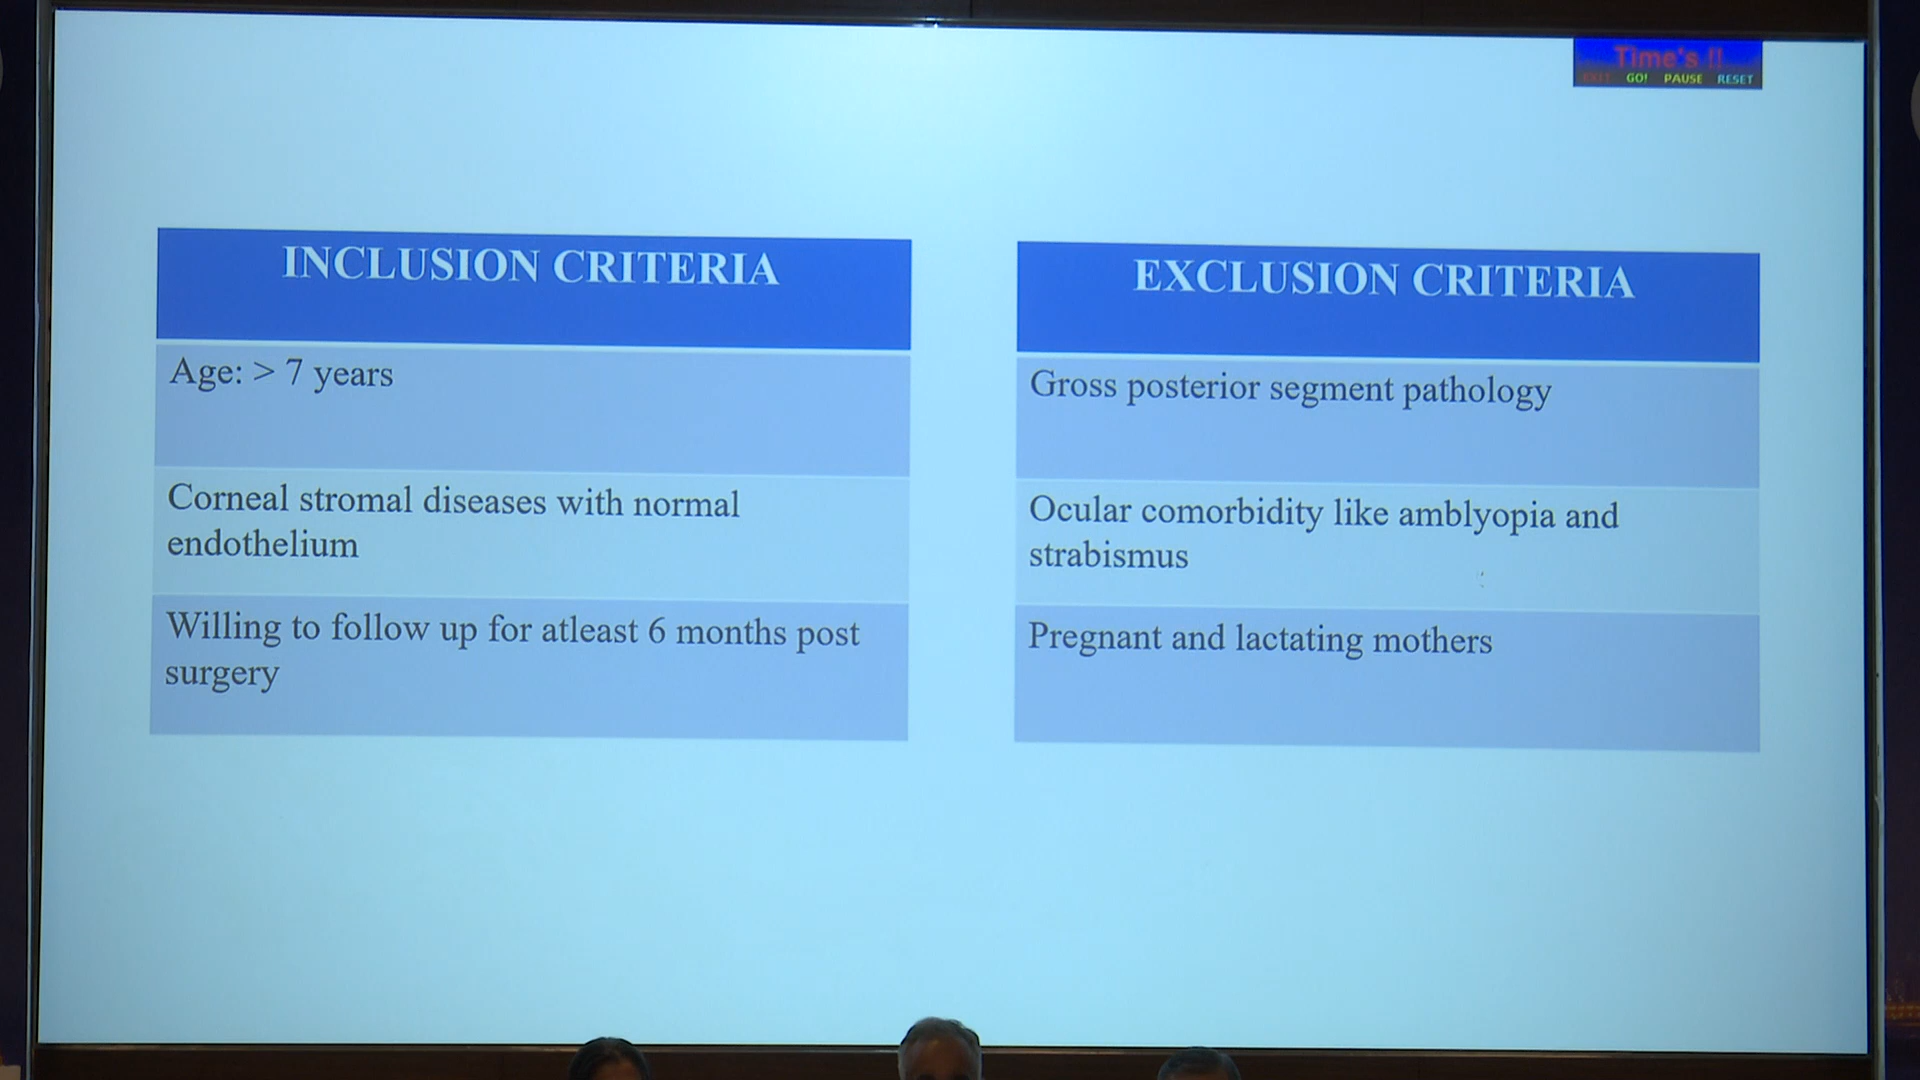 Time's !!
EXIT GO! PAUSE RESET
INCLUSION CRITERIA
Age: > 7 years
Corneal stromal diseases with normal
endothelium
Willing to follow up for atleast 6 months post
surgery
EXCLUSION CRITERIA
Gross posterior segment pathology
Ocular comorbidity like amblyopia and
strabismus
Pregnant and lactating mothers